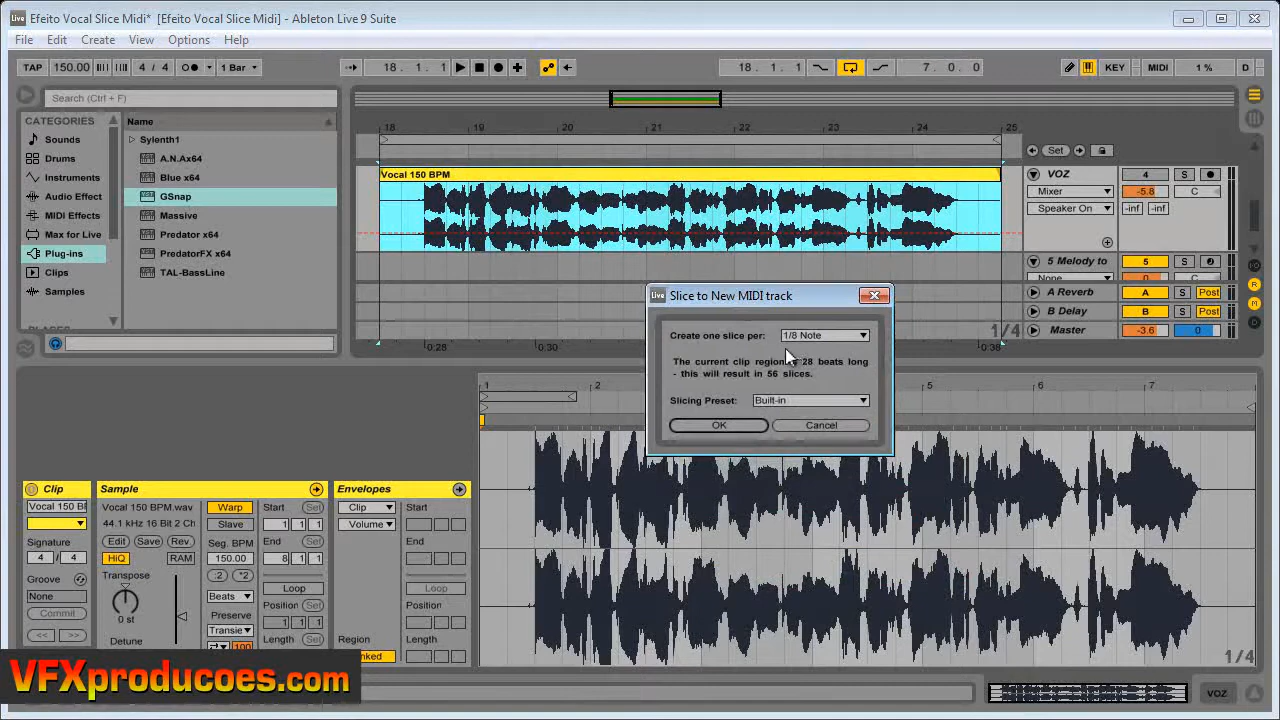 Live Efeito Vocal Slice Midi* [Efeito Vocal Slice Midi] - Ableton Live 9 Suite
File Edit Create View Options Help
TAP 150.00 4 / 4 1 Bar 18. 1. 1 18. 1. 1 7. 0. 0 KEY MIDI 1 % D
Search (Ctrl + F)
CATEGORIES
Sounds
Drums
Instruments
Audio Effect
MIDI Effects
Max for Live
Plug-ins
Clips
Samples
Name
Sylenth1
A.N.Ax64
Blue x64
GSnap
Massive
Predator x64
PredatorFX x64
TAL-BassLine
18 19 20 21 22 23 24 25
Set
Vocal 150 BPM
VOZ 4 S
Mixer -5.8 C
Speaker On -inf -inf
5 Melody to 5 S
None 0 C
A Reverb A S Post
B Delay B S Post
Master -3.6 0
1/4
0:28 0:30 0:38
Live Slice to New MIDI track
Create one slice per: 1/8 Note
The current clip region is 28 beats long
- this will result in 56 slices.
Slicing Preset: Built-in
OK Cancel
1 2 5 6 7
Clip
Vocal 150 BI
Signature
4 / 4
Groove
None
Commit
<< >>
Sample
Vocal 150 BPM.wav
44.1 kHz 16 Bit 2 Ch
Edit Save Rev.
HiQ RAM
Transpose
0 st
Detune
Warp
Slave
Seg. BPM
150.00
:2 *2
Beats
Preserve
Transie
100
Start Set
1 1 1
End Set
8 1 1
Loop
Position Set
1 1 1
Length Set
Envelopes
Clip
Volume
Region
Linked
Start
End
Loop
Position
Length
1/4
VFXproducoes.com
VOZ